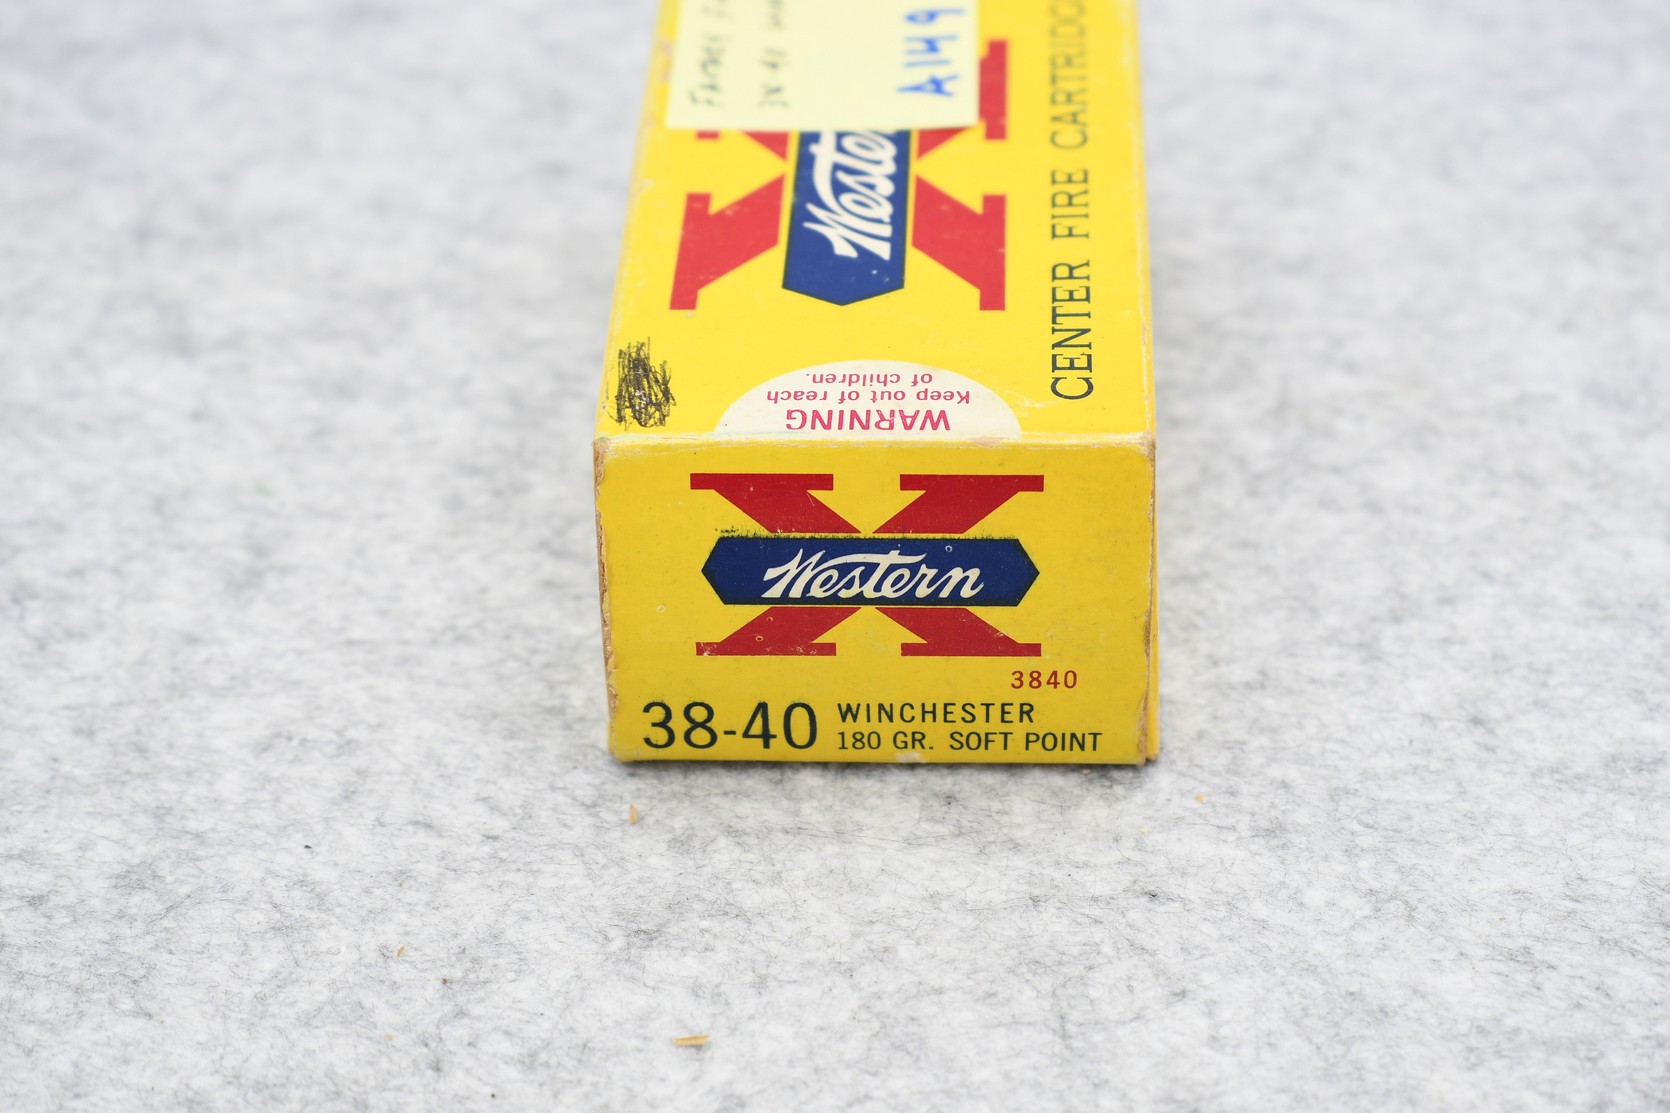 A149
Western
CENTER FIRE CARTRIDG
WARNING
Keep out of reach
of children.
Western
3840
38-40 WINCHESTER
180 GR. SOFT POINT